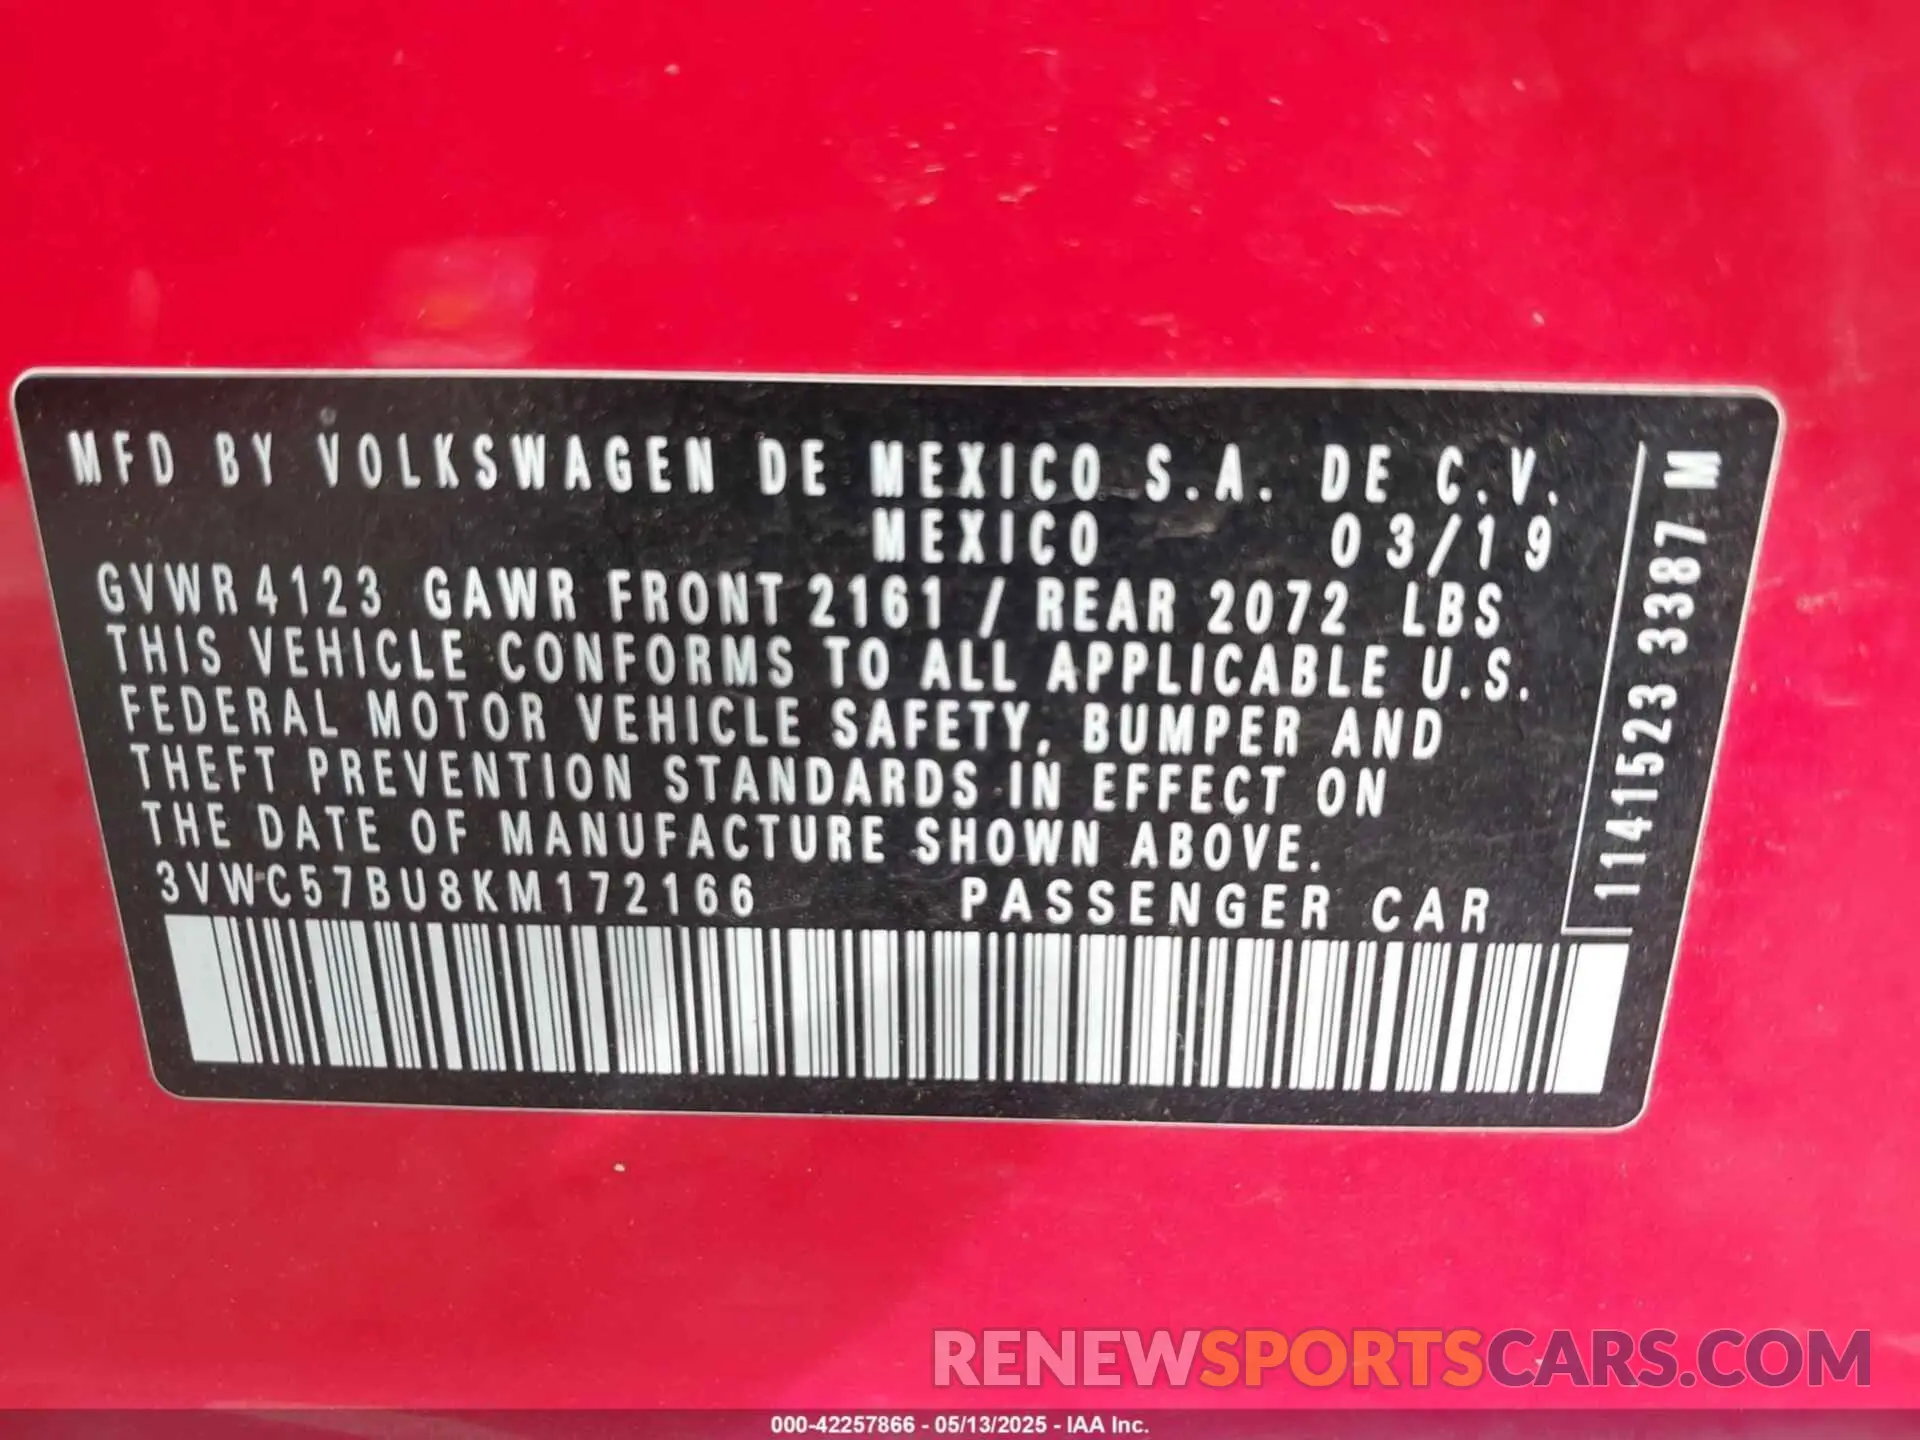 MFD BY VOLKSWAGEN DE MEXICO S.A. DE C.V.
MEXICO 03/19
GVWR 4123 GAWR FRONT 2161 / REAR 2072 LBS
THIS VEHICLE CONFORMS TO ALL APPLICABLE U.S.
FEDERAL MOTOR VEHICLE SAFETY, BUMPER AND
THEFT PREVENTION STANDARDS IN EFFECT ON
THE DATE OF MANUFACTURE SHOWN ABOVE.
3VWC57BU8KM172166 PASSENGER CAR
1141523 3387 M
RENEWSPORTSCARS.COM
000-42257866 - 05/13/2025 - IAA Inc.